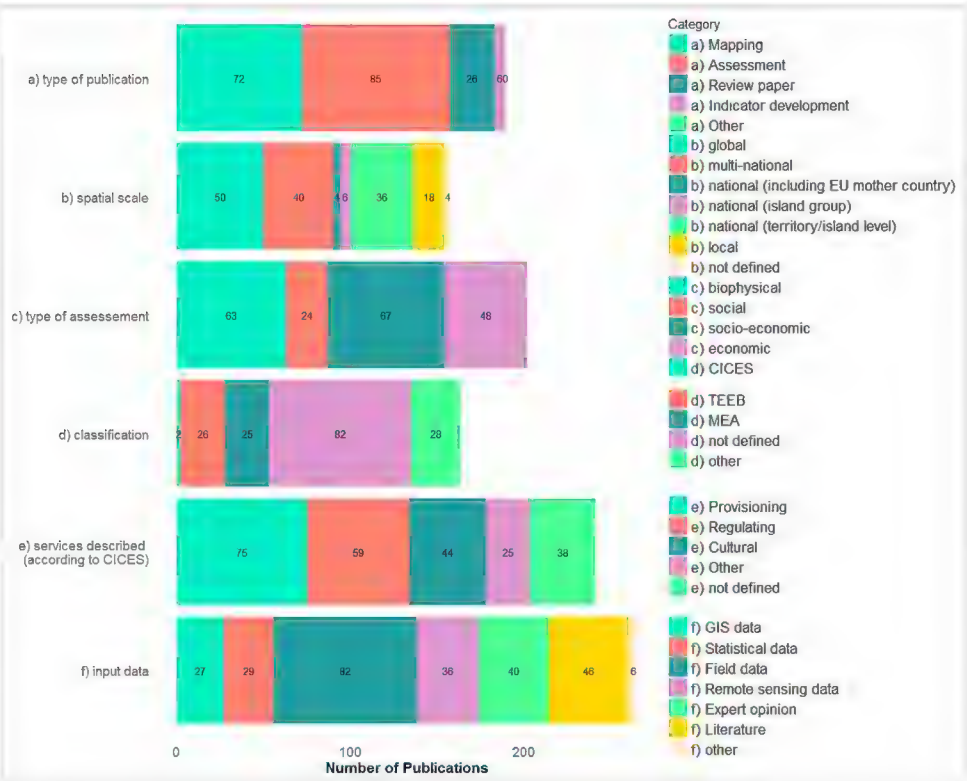 Category
a) type of publication
72 85 26 60
a) Mapping
a) Assessment
a) Review paper
a) Indicator development
a) Other
b) spatial scale
50 40 4 6 36 18 4
b) global
b) multi-national
b) national (including EU mother country)
b) national (island group)
b) national (territory/island level)
b) local
b) not defined
c) type of assessement
63 24 67 48
c) biophysical
c) social
c) socio-economic
c) economic
d) classification
2 26 25 82 28
d) CICES
d) TEEB
d) MEA
d) not defined
d) other
e) services described
(according to CICES)
75 59 44 25 38
e) Provisioning
e) Regulating
e) Cultural
e) Other
e) not defined
f) input data
27 29 82 36 40 46 6
f) GIS data
f) Statistical data
f) Field data
f) Remote sensing data
f) Expert opinion
f) Literature
f) other
0 100 200
Number of Publications